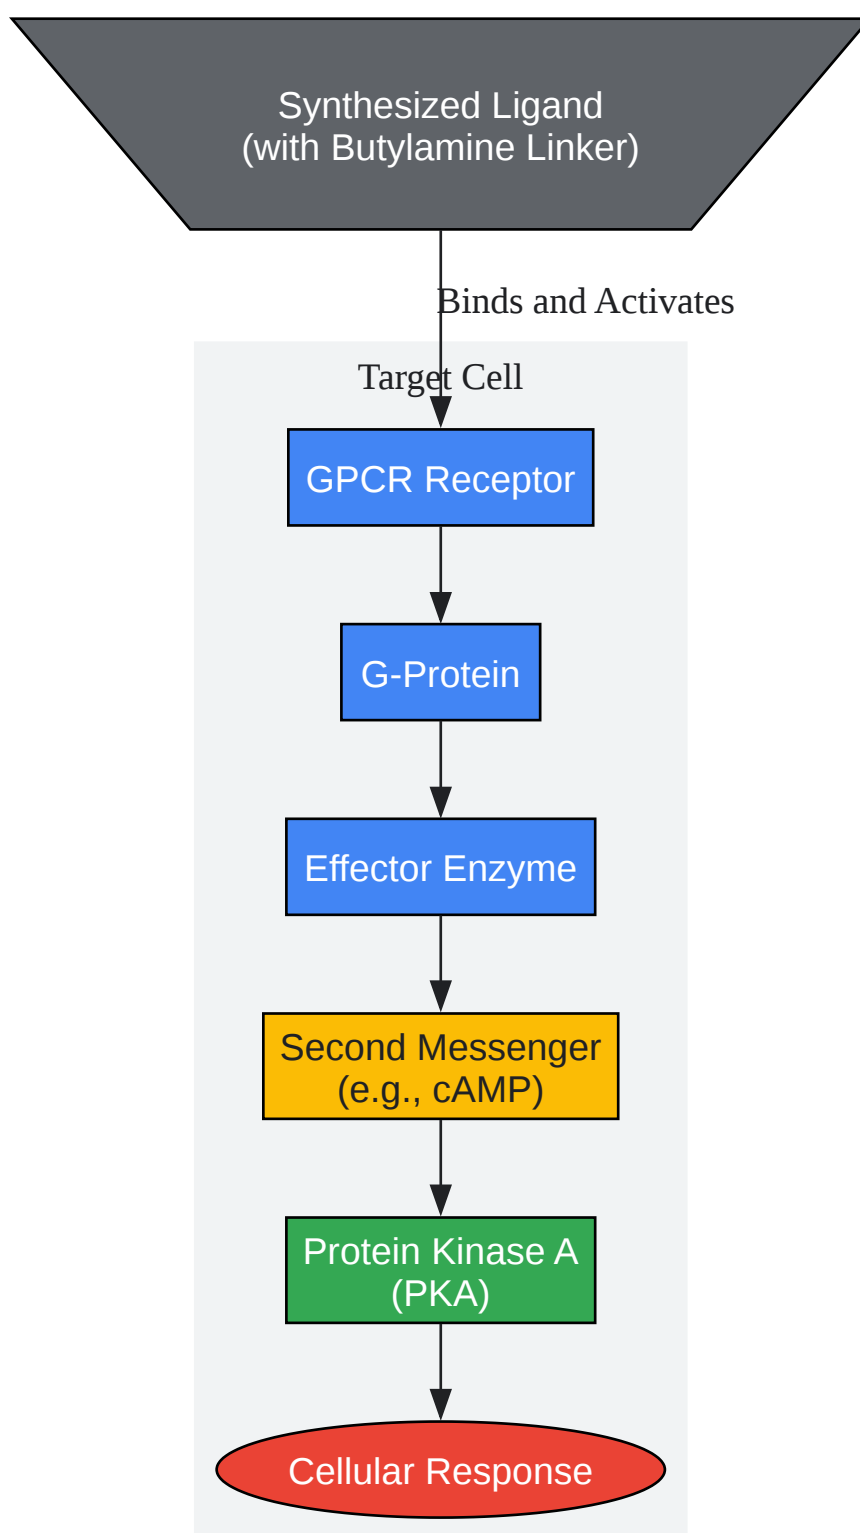 Synthesized Ligand
(with Butylamine Linker)
Binds and Activates
Target Cell
GPCR Receptor
G-Protein
Effector Enzyme
Second Messenger
(e.g., cAMP)
Protein Kinase A
(PKA)
Cellular Response